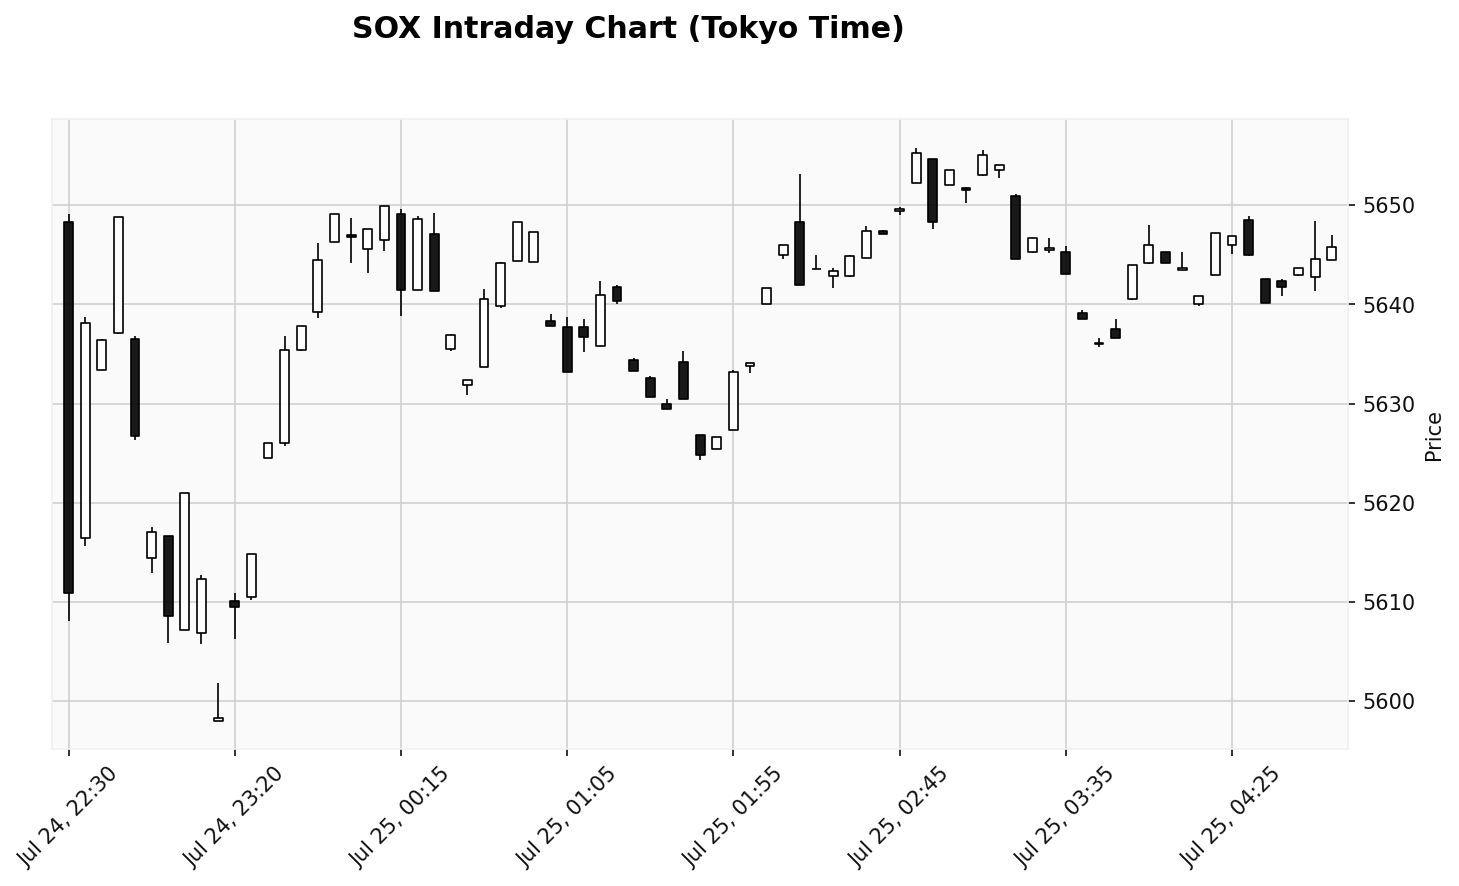 SOX Intraday Chart (Tokyo Time)
5650
5640
5630
5620
5610
5600
Price
Jul 24, 22:30
Jul 24, 23:20
Jul 25, 00:15
Jul 25, 01:05
Jul 25, 01:55
Jul 25, 02:45
Jul 25, 03:35
Jul 25, 04:25